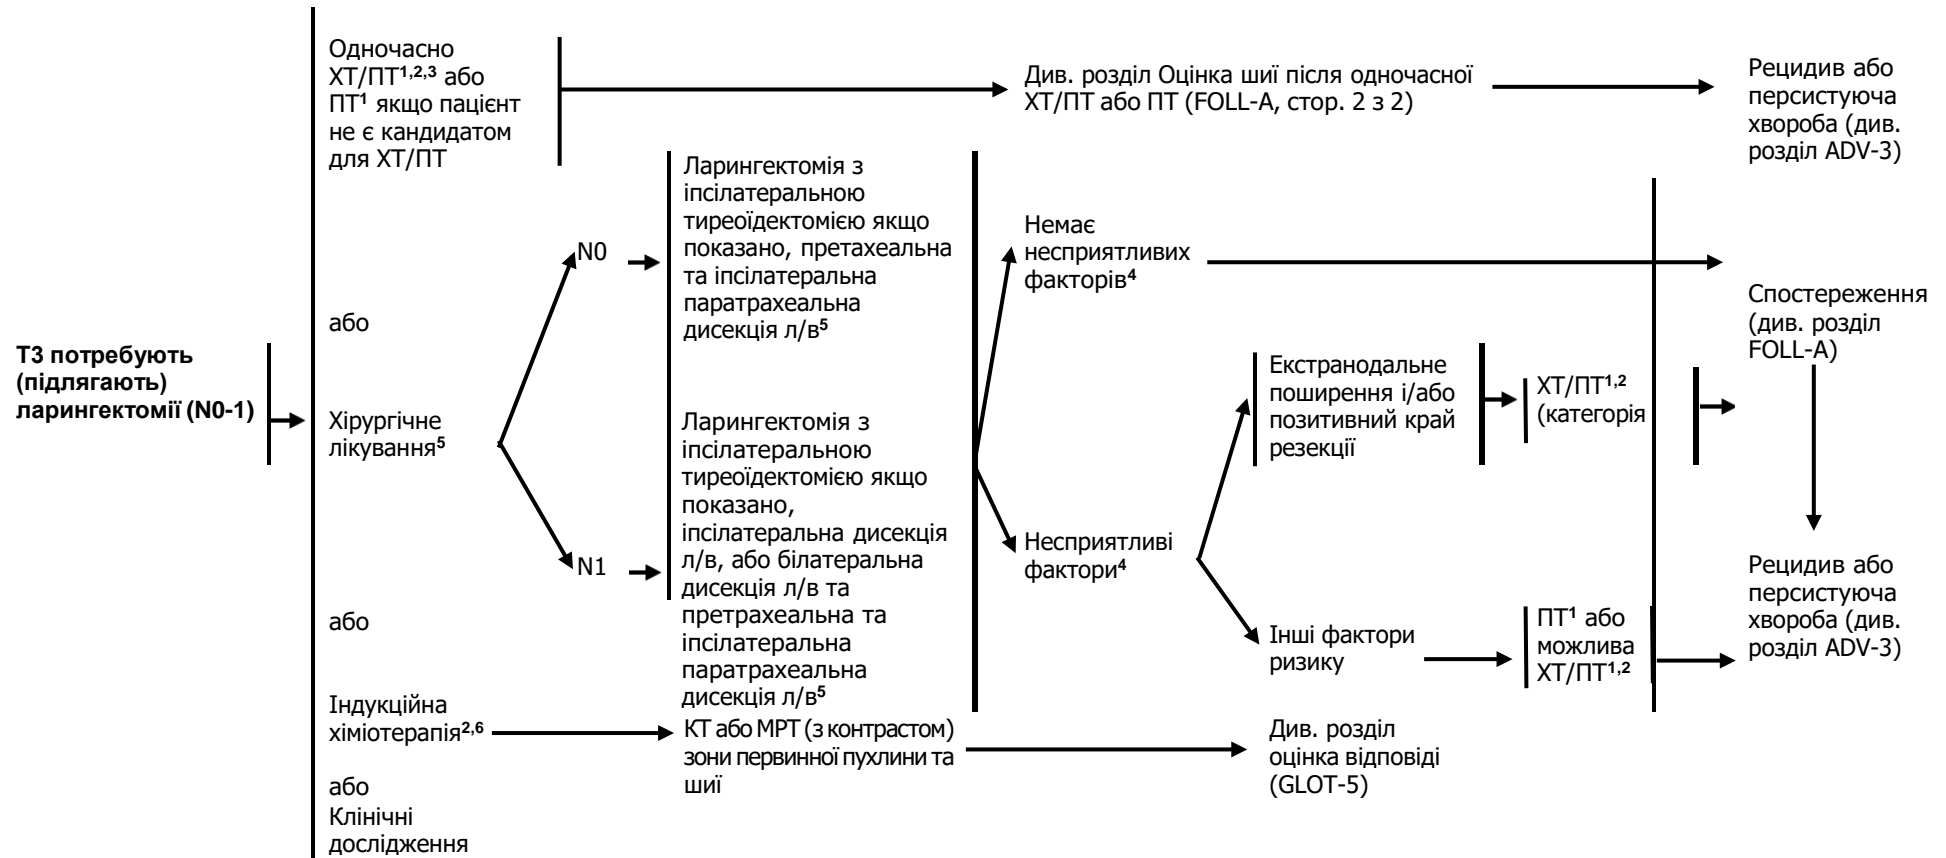 Т3 потребують
(підлягають)
ларингектомії (N0-1)
Одночасно
ХТ/ПТ1,2,3 або
ПТ1 якщо пацієнт
не є кандидатом
для ХТ/ПТ
або
Хірургічне
лікування5
або
Індукційна
хіміотерапія2,6
або
Клінічні
дослідження
Див. розділ Оцінка шиї після одночасної
ХТ/ПТ або ПТ (FOLL-A, стор. 2 з 2)
Рецидив або
персистуюча
хвороба (див.
розділ ADV-3)
N0
Ларингектомія з
іпсілатеральною
тиреоїдектомією якщо
показано, претахеальна
та іпсілатеральна
паратрахеальна
дисекція л/в5
N1
Ларингектомія з
іпсілатеральною
тиреоїдектомією якщо
показано,
іпсілатеральна дисекція
л/в, або білатеральна
дисекція л/в та
претрахеальна та
іпсілатеральна
паратрахеальна
дисекція л/в5
КТ або МРТ (з контрастом)
зони первинної пухлини та
шиї
Немає
несприятливих
факторів4
Несприятливі
фактори4
Екстранодальне
поширення і/або
позитивний край
резекції
ХТ/ПТ1,2
(категорія
Інші фактори
ризику
ПТ1 або
можлива
ХТ/ПТ1,2
Див. розділ
оцінка відповіді
(GLOT-5)
Спостереження
(див. розділ
FOLL-A)
Рецидив або
персистуюча
хвороба (див.
розділ ADV-3)